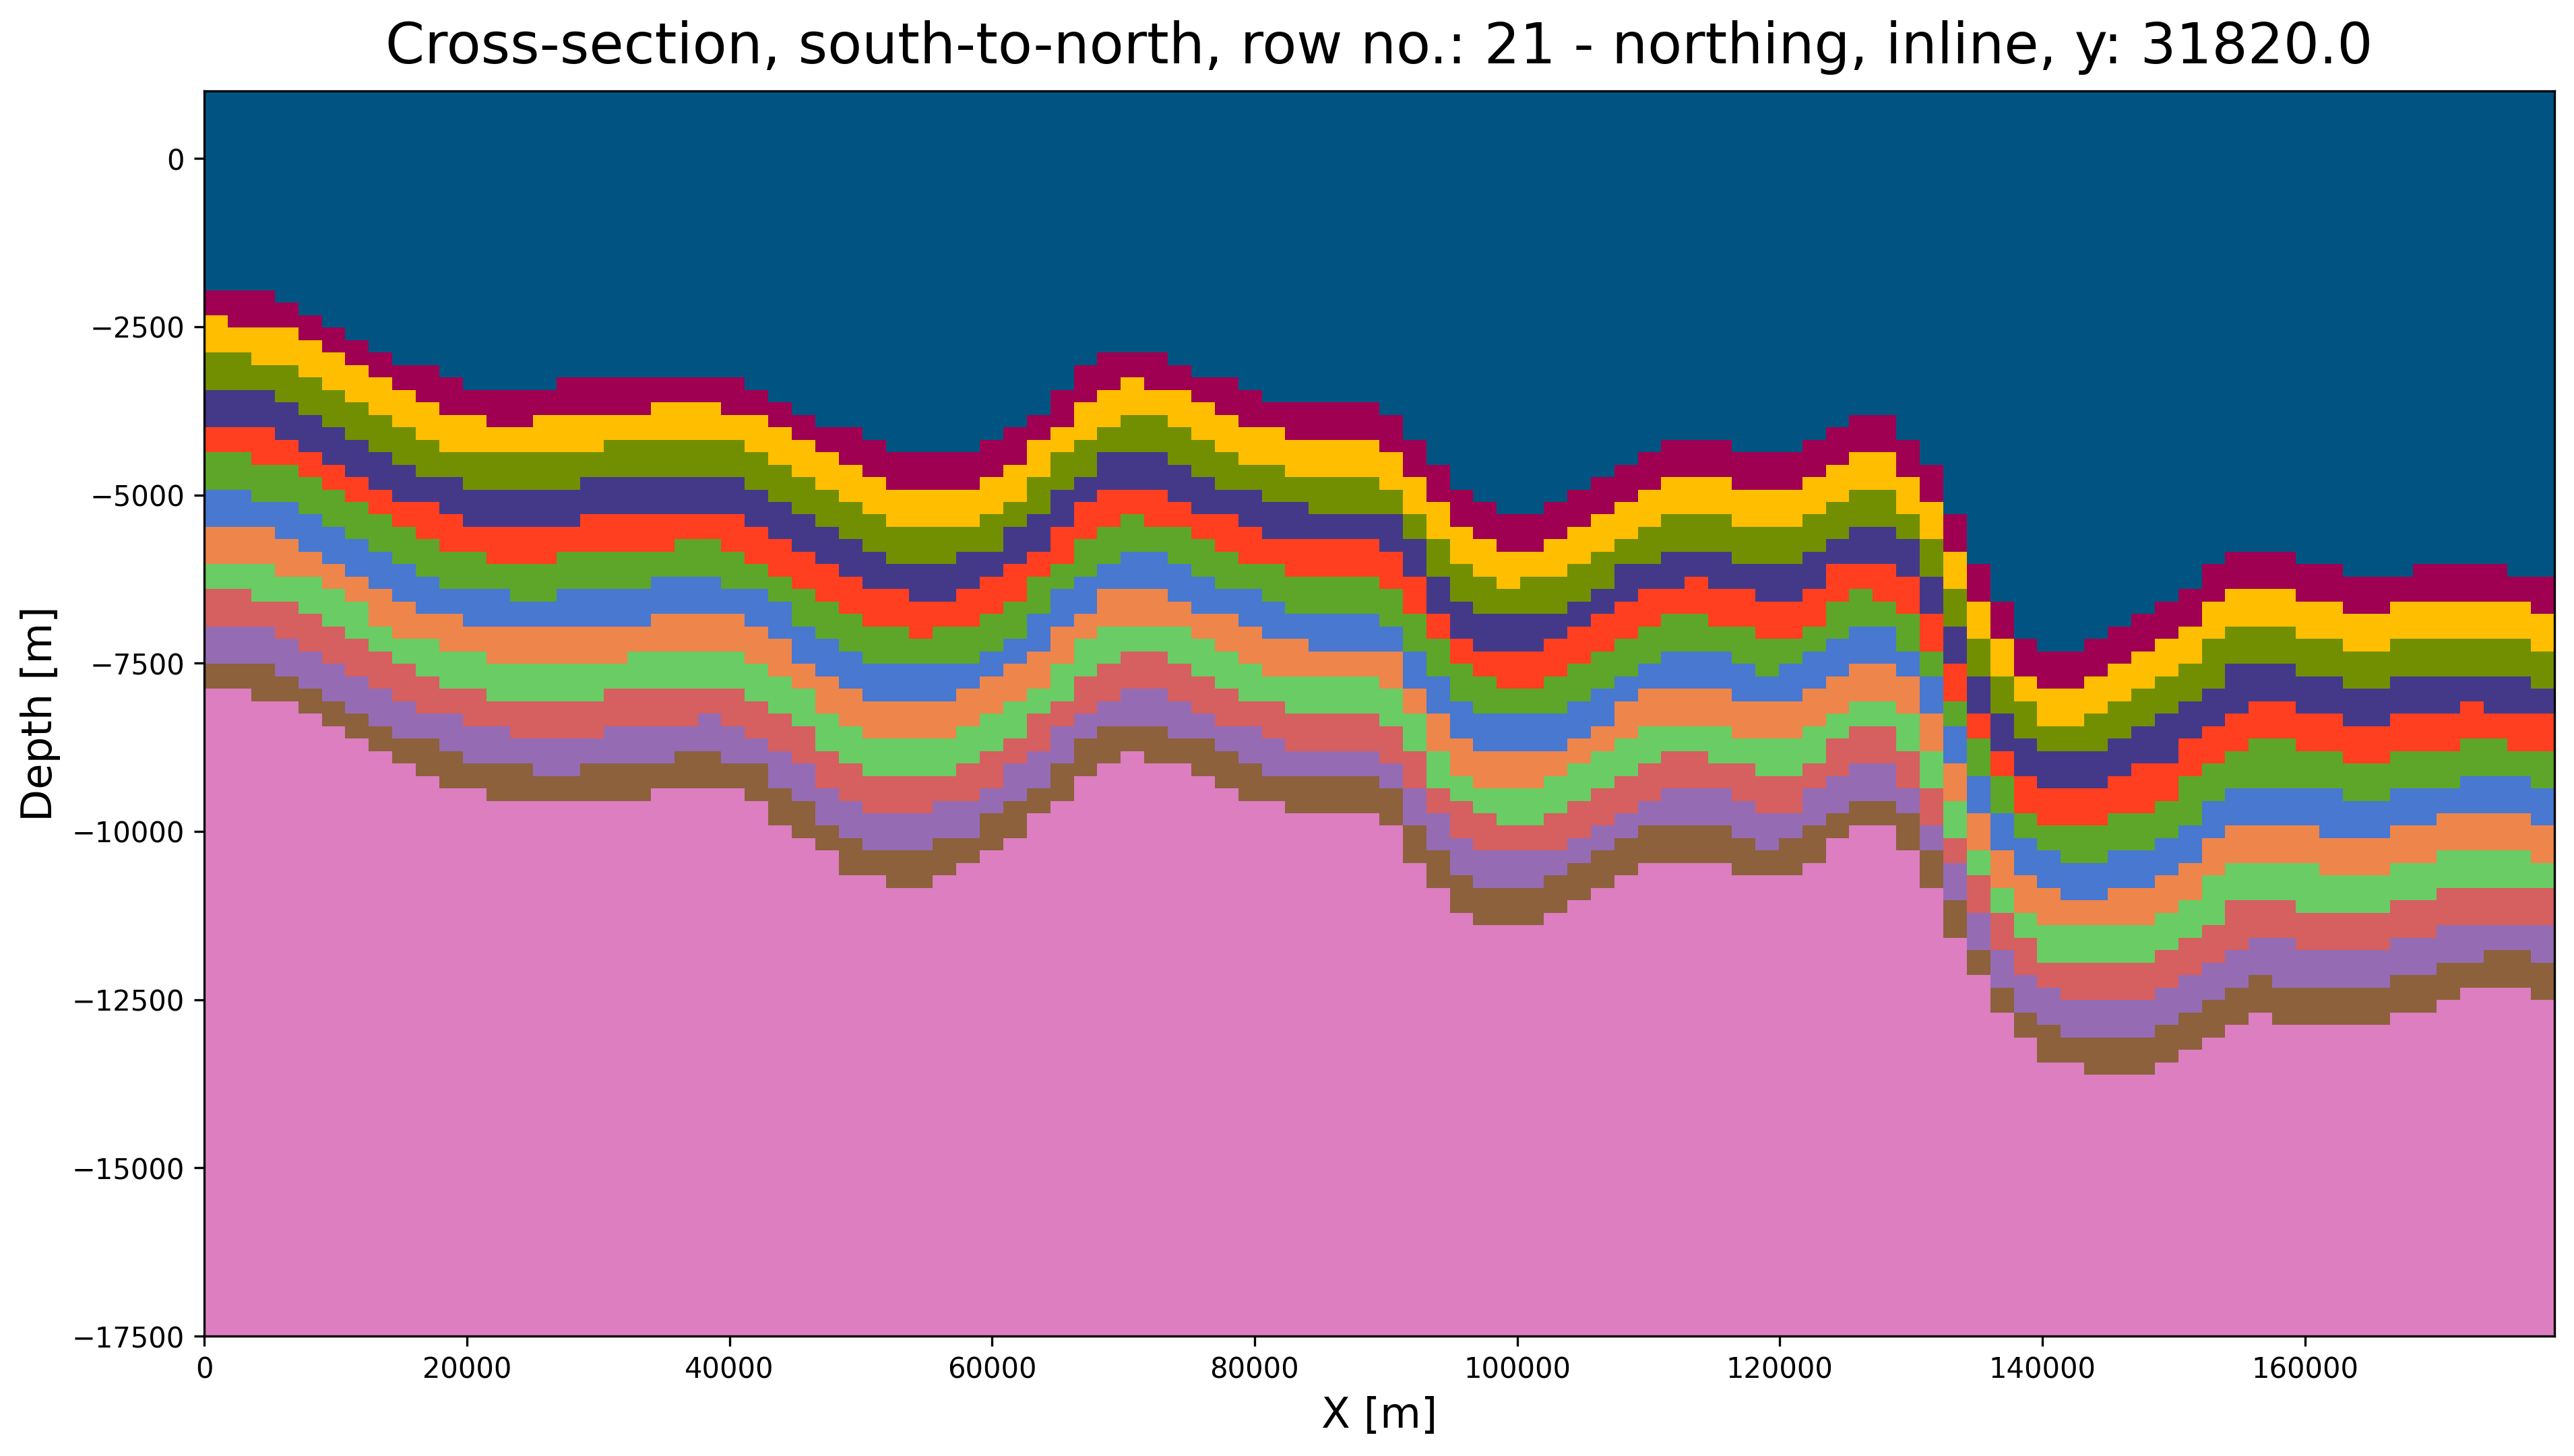 Cross-section, south-to-north, row no.: 21 - northing, inline, y: 31820.0
0
−2500
−5000
−7500
−10000
−12500
−15000
−17500
Depth [m]
0 20000 40000 60000 80000 100000 120000 140000 160000
X [m]